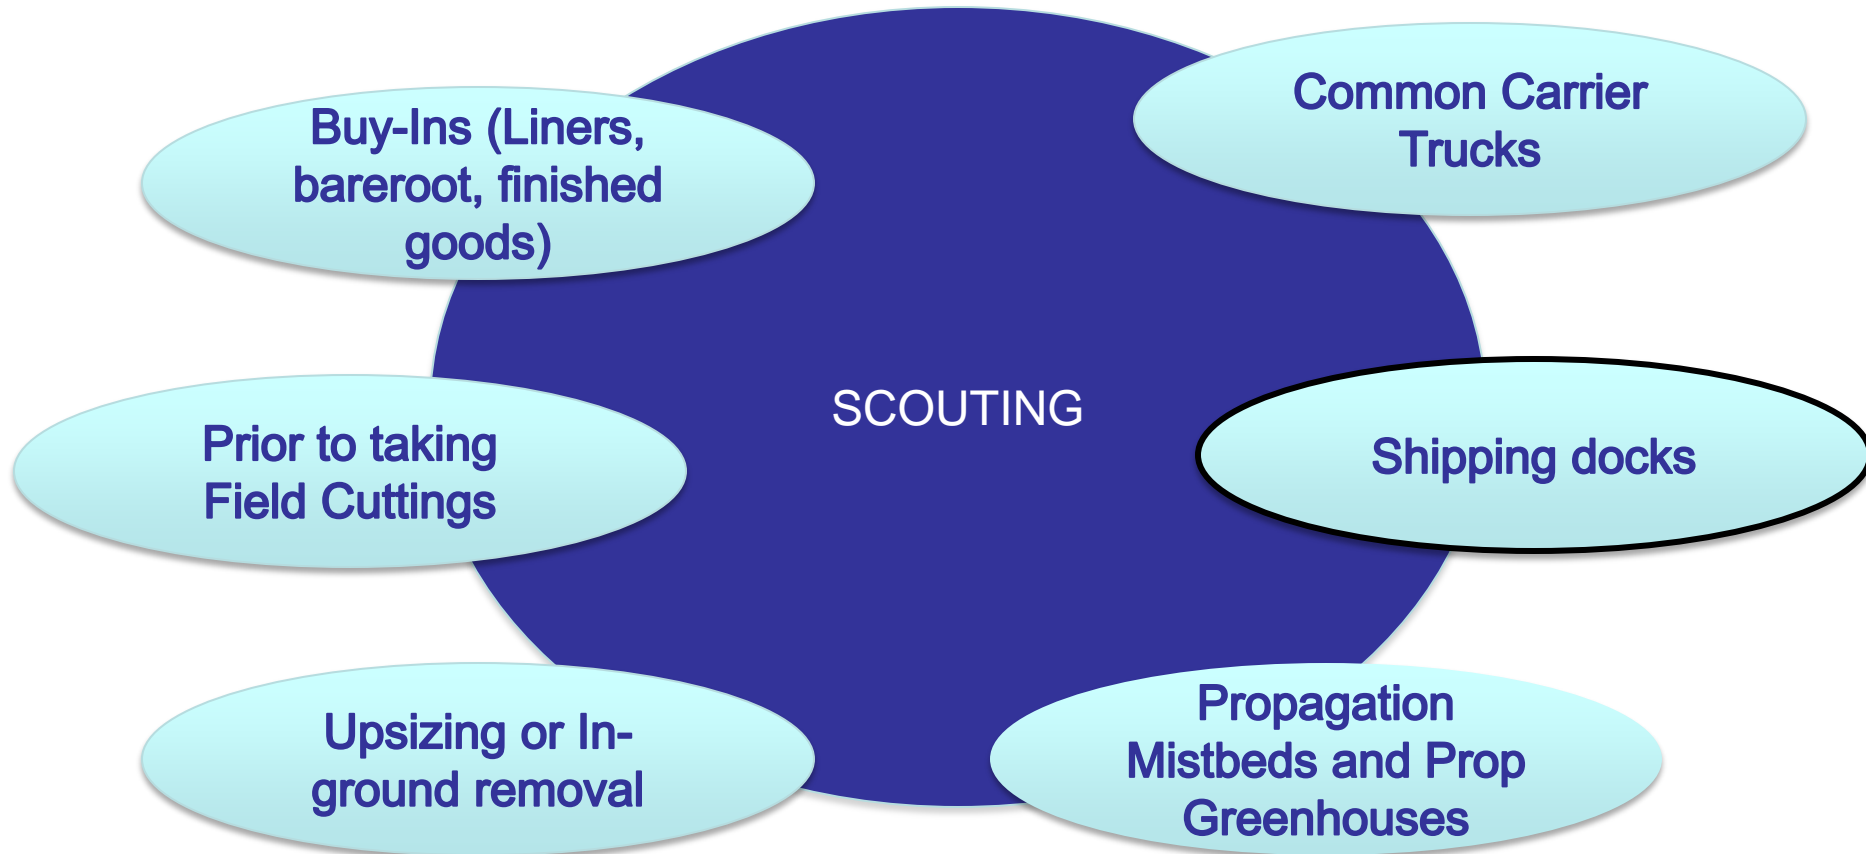 Buy-Ins (Liners,
bareroot, finished
goods)
Common Carrier
Trucks
Prior to taking
Field Cuttings
SCOUTING
Shipping docks
Upsizing or In-
ground removal
Propagation
Mistbeds and Prop
Greenhouses